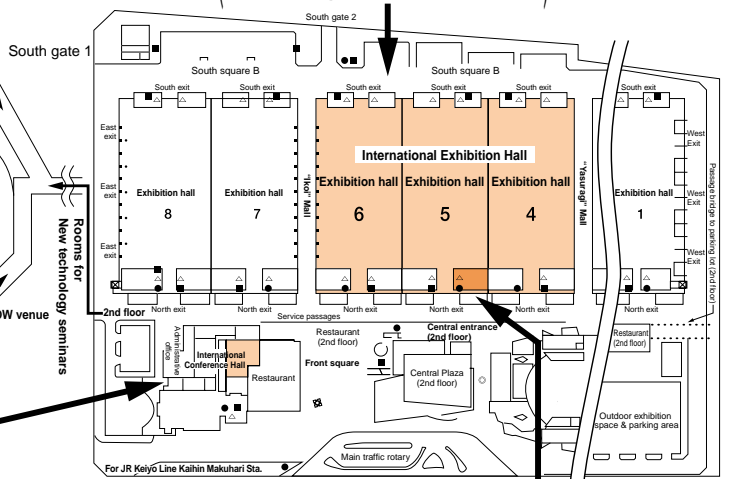 South gate 2
South gate 1
South square B
South square B
South exit
South exit
South exit
South exit
South exit
South exit
East
exit
East
exit
East
exit
International Exhibition Hall
Exhibition hall
8
Exhibition hall
7
"Ikoi" Mall
Exhibition hall
6
Exhibition hall
5
Exhibition hall
4
"Yasuragi" Mall
Exhibition hall
1
West
Exit
West
Exit
West
Exit
Passage bridge to parking lot (2nd floor)
Rooms for
New technology seminars
North exit
North exit
North exit
North exit
North exit
North exit
W venue
2nd floor
Service passages
Administrative
office
International
Conference Hall
Restaurant
Restaurant
(2nd floor)
Front square
Central entrance
(2nd floor)
Central Plaza
(2nd floor)
Restaurant
(2nd floor)
Outdoor exhibition
space & parking area
Main traffic rotary
For JR Keiyo Line Kaihin Makuhari Sta.